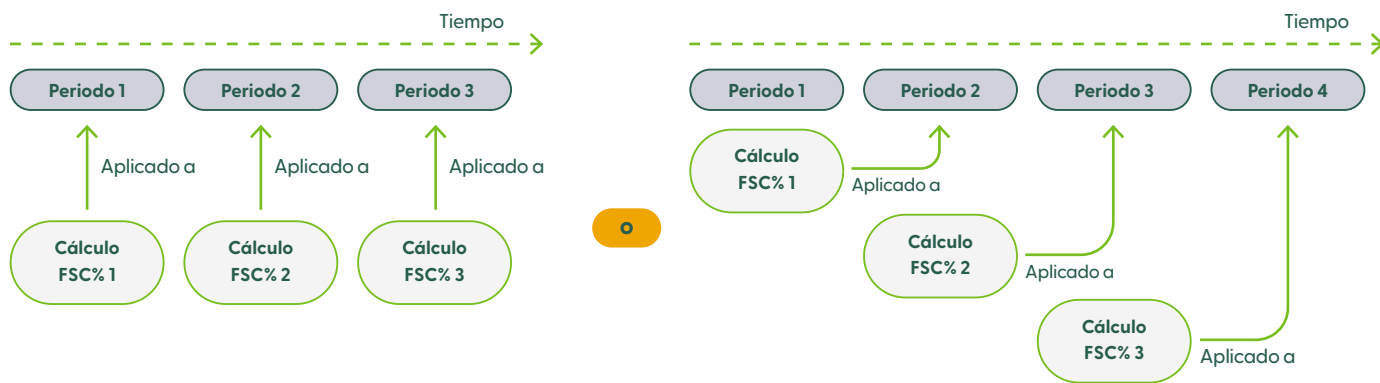 Tiempo
Periodo 1
Periodo 2
Periodo 3
Aplicado a
Aplicado a
Aplicado a
Cálculo
FSC% 1
Cálculo
FSC% 2
Cálculo
FSC% 3
O
Tiempo
Periodo 1
Periodo 2
Periodo 3
Periodo 4
Cálculo
FSC% 1
Aplicado a
Cálculo
FSC% 2
Aplicado a
Cálculo
FSC% 3
Aplicado a